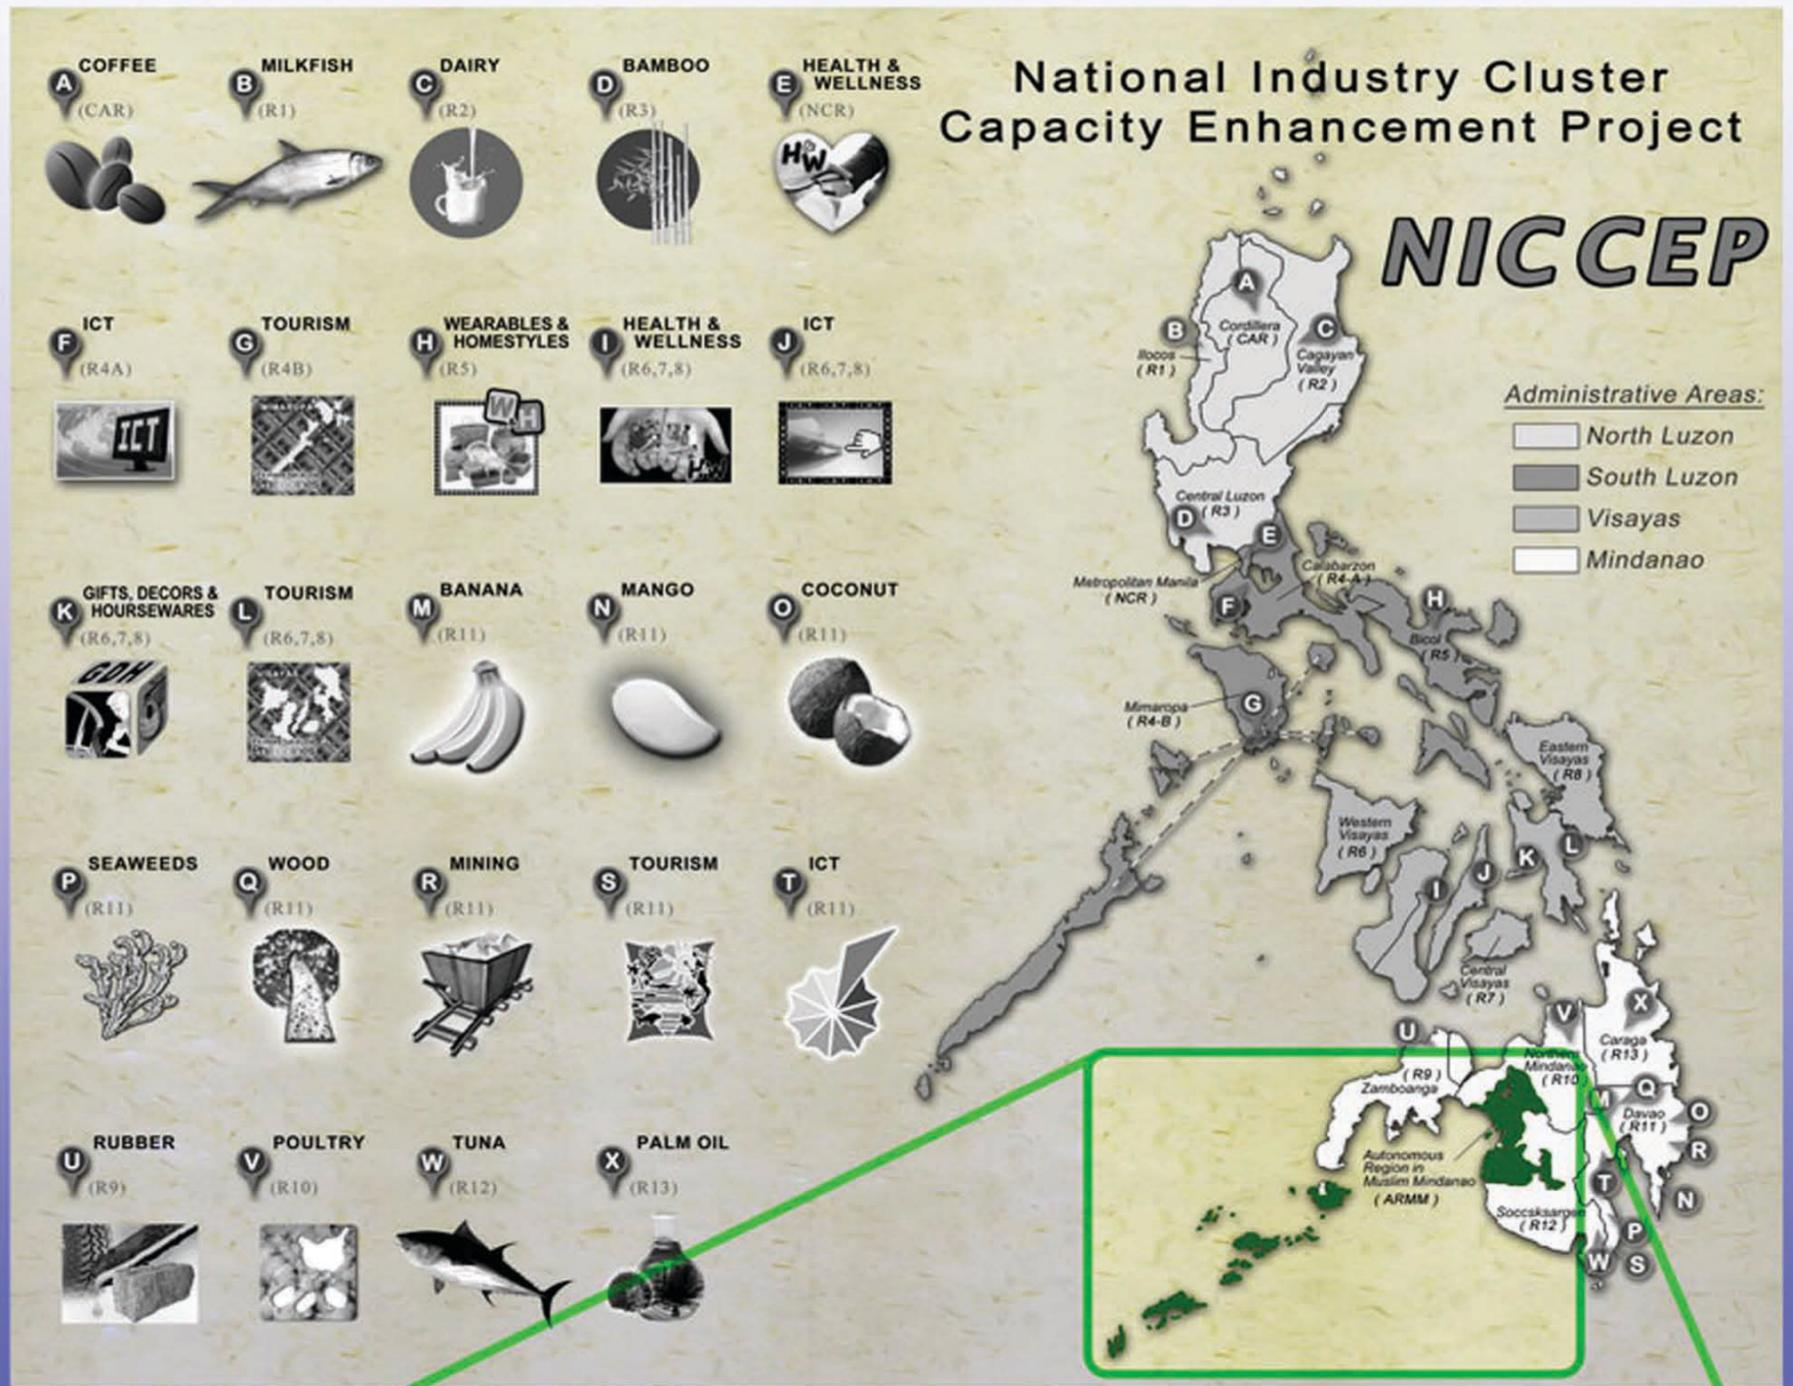 National Industry Cluster
Capacity Enhancement Project
NICCEP
A COFFEE
(CAR)
B MILKFISH
(R1)
C DAIRY
(R2)
D BAMBOO
(R3)
E HEALTH &
WELLNESS
(NCR)
H&W
F ICT
(R4A)
ICT
G TOURISM
(R4B)
H WEARABLES &
HOMESTYLES
(R5)
W H
I HEALTH &
WELLNESS
(R6,7,8)
H&W
J ICT
(R6,7,8)
K GIFTS, DECORS &
HOURSEWARES
(R6,7,8)
GDH
L TOURISM
(R6,7,8)
M BANANA
(R11)
N MANGO
(R11)
O COCONUT
(R11)
P SEAWEEDS
(R11)
Q WOOD
(R11)
R MINING
(R11)
S TOURISM
(R11)
T ICT
(R11)
U RUBBER
(R9)
V POULTRY
(R10)
W TUNA
(R12)
X PALM OIL
(R13)
Administrative Areas:
North Luzon
South Luzon
Visayas
Mindanao
A
Cordillera
(CAR)
B
Ilocos
(R1)
C
Cagayan
Valley
(R2)
Central Luzon
(R3)
D
E
Metropolitan Manila
(NCR)
Calabarzon
(R4-A)
F
H
Bicol
(R5)
Mimaropa
(R4-B)
G
Eastern
Visayas
(R8)
Western
Visayas
(R6)
I
J
K
L
Central
Visayas
(R7)
U
V
X
Caraga
(R13)
Northern
Mindanao
(R10)
(R9)
Zamboanga
M
Q
Davao
(R11)
O
R
N
Autonomous
Region in
Muslim Mindanao
(ARMM)
T
Soccsksargen
(R12)
P
W
S